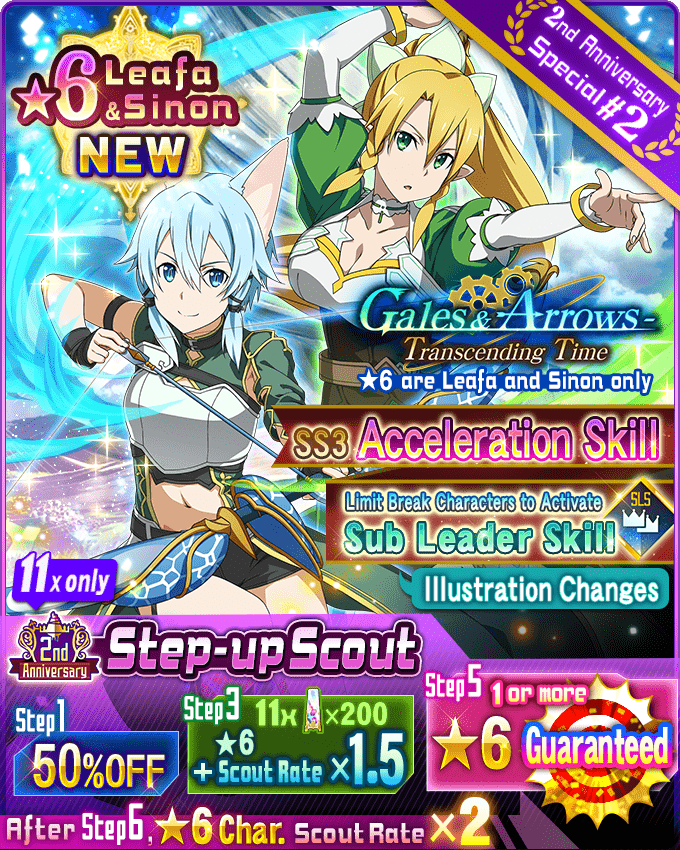 2nd Anniversary
Special #2
★6 Leafa
& Sinon
NEW
Gales & Arrows -
Transcending Time
★6 are Leafa and Sinon only
SS3 Acceleration Skill
Limit Break Characters to Activate
Sub Leader Skill
SLS
Illustration Changes
11x only
2nd
Anniversary
Step-up Scout
Step1
50%OFF
Step3
11x ×200
★6
+ Scout Rate ×1.5
Step5
1 or more
★6 Guaranteed
After Step6, ★6 Char. Scout Rate ×2